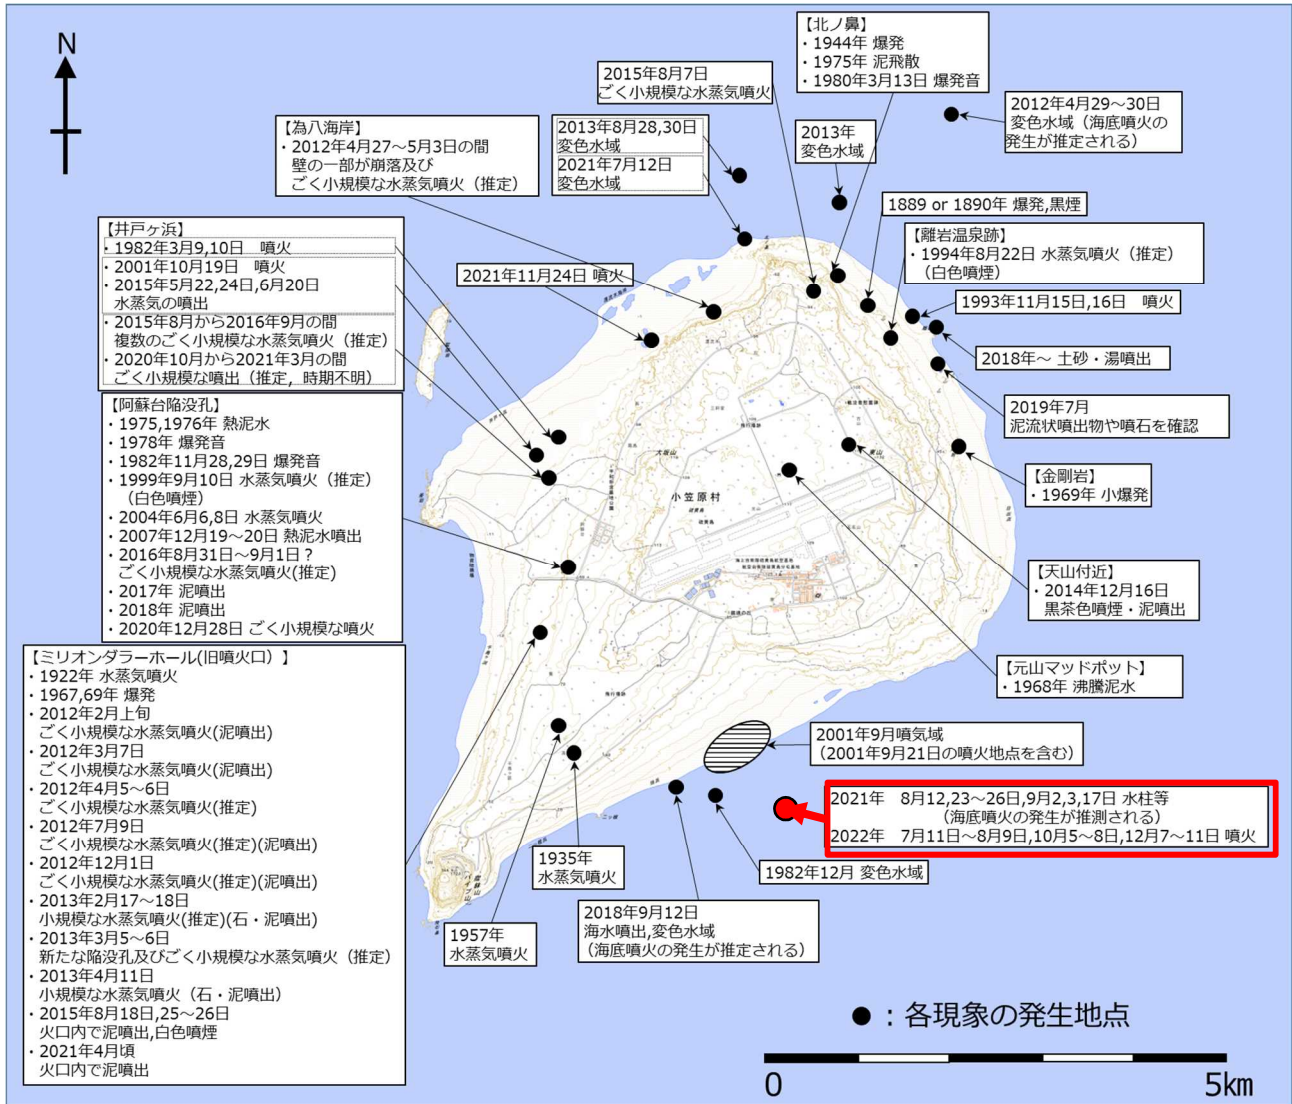 N
【北ノ鼻】
・1944年 爆発
・1975年 泥飛散
・1980年3月13日 爆発音
2015年8月7日
ごく小規模な水蒸気噴火
2012年4月29～30日
変色水域（海底噴火の
発生が推定される）
【為八海岸】
・2012年4月27～5月3日の間
壁の一部が崩落及び
ごく小規模な水蒸気噴火（推定）
2013年8月28,30日
変色水域
2021年7月12日
変色水域
2013年
変色水域
1889 or 1890年 爆発,黒煙
【離岩温泉跡】
・1994年8月22日 水蒸気噴火（推定）
（白色噴煙）
【井戸ヶ浜】
・1982年3月9,10日　噴火
・2001年10月19日　噴火
・2015年5月22,24日,6月20日
水蒸気の噴出
・2015年8月から2016年9月の間
複数のごく小規模な水蒸気噴火（推定）
・2020年10月から2021年3月の間
ごく小規模な噴出（推定，時期不明）
2021年11月24日 噴火
1993年11月15日,16日　噴火
2018年～ 土砂・湯噴出
2019年7月
泥流状噴出物や噴石を確認
【阿蘇台陥没孔】
・1975,1976年 熱泥水
・1978年 爆発音
・1982年11月28,29日 爆発音
・1999年9月10日 水蒸気噴火（推定）
（白色噴煙）
・2004年6月6,8日 水蒸気噴火
・2007年12月19～20日 熱泥水噴出
・2016年8月31日～9月1日？
ごく小規模な水蒸気噴火(推定)
・2017年 泥噴出
・2018年 泥噴出
・2020年12月28日 ごく小規模な噴火
【金剛岩】
・1969年 小爆発
大坂山
東山
小笠原村
硫黄島
【天山付近】
・2014年12月16日
黒茶色噴煙・泥噴出
【ミリオンダラーホール(旧噴火口）】
・1922年 水蒸気噴火
・1967,69年 爆発
・2012年2月上旬
ごく小規模な水蒸気噴火(泥噴出)
・2012年3月7日
ごく小規模な水蒸気噴火(泥噴出)
・2012年4月5～6日
ごく小規模な水蒸気噴火(推定)
・2012年7月9日
ごく小規模な水蒸気噴火(推定)(泥噴出)
・2012年12月1日
ごく小規模な水蒸気噴火(推定)(泥噴出)
・2013年2月17～18日
小規模な水蒸気噴火(推定)(石・泥噴出)
・2013年3月5～6日
新たな陥没孔及びごく小規模な水蒸気噴火（推定）
・2013年4月11日
小規模な水蒸気噴火（石・泥噴出）
・2015年8月18日,25～26日
火口内で泥噴出,白色噴煙
・2021年4月頃
火口内で泥噴出
【元山マッドポット】
・1968年 沸騰泥水
2001年9月噴気域
（2001年9月21日の噴火地点を含む）
2021年　8月12,23～26日,9月2,3,17日 水柱等
（海底噴火の発生が推測される）
2022年　7月11日～8月9日,10月5～8日,12月7～11日 噴火
1935年
水蒸気噴火
1982年12月 変色水域
1957年
水蒸気噴火
2018年9月12日
海水噴出,変色水域
（海底噴火の発生が推定される）
●：各現象の発生地点
0
5km